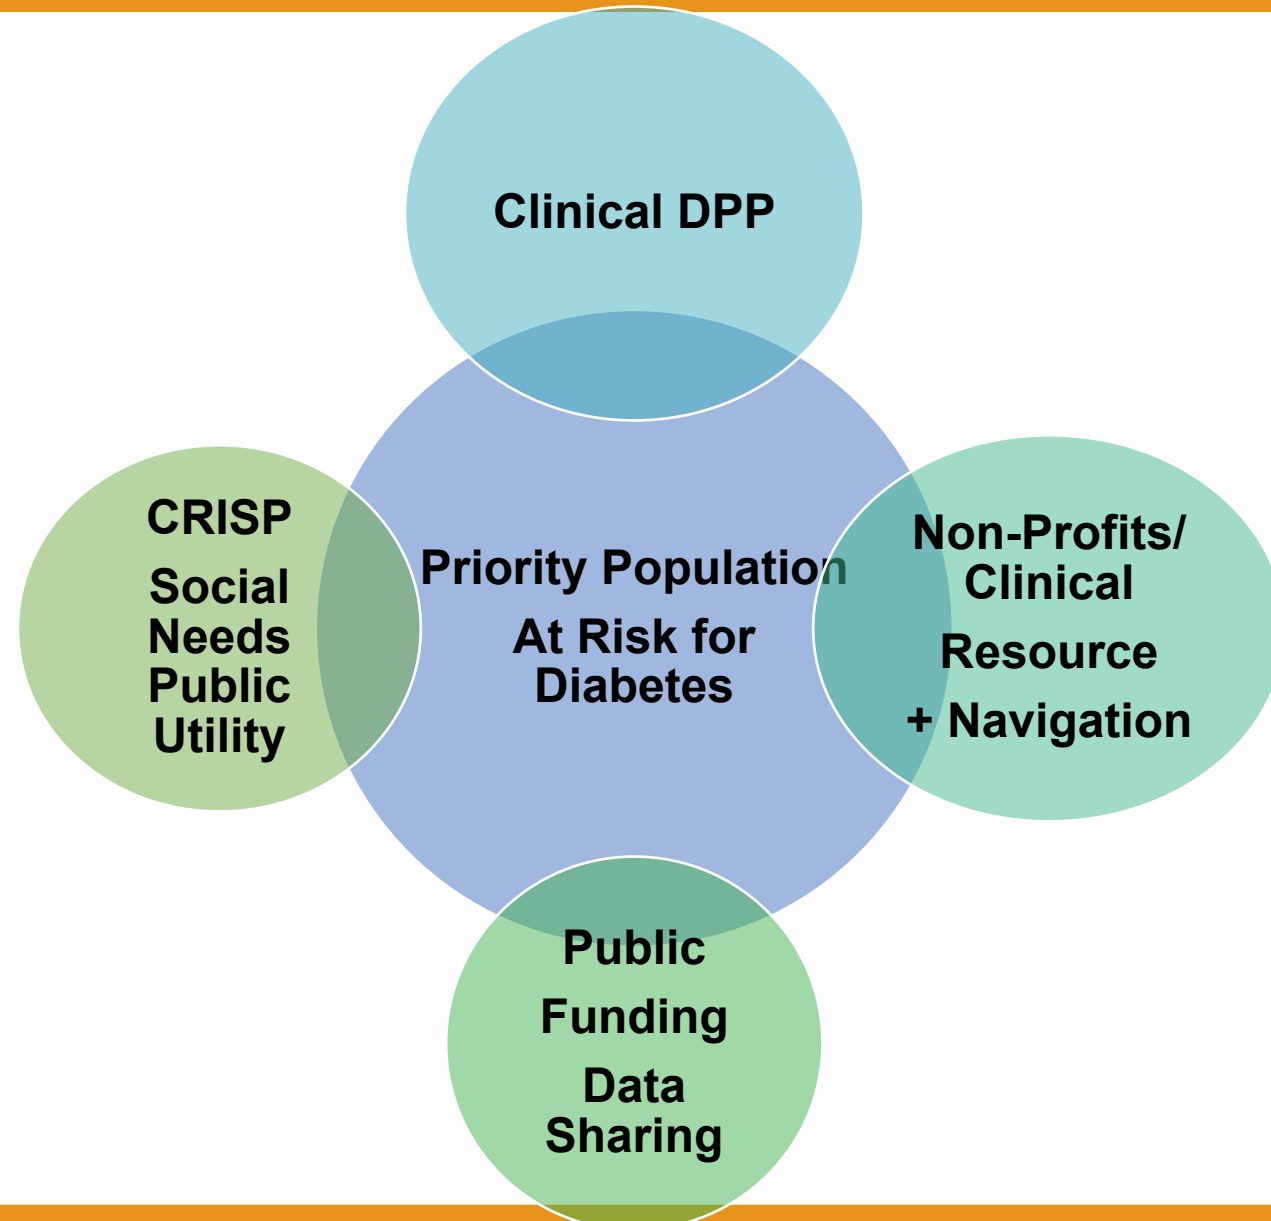 Clinical DPP
CRISP
Social
Needs
Public
Utility
Priority Population
At Risk for
Diabetes
Non-Profits/
Clinical
Resource
+ Navigation
Public
Funding
Data
Sharing